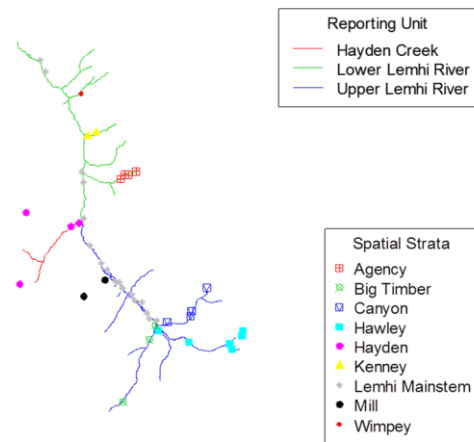 Reporting Unit
Hayden Creek
Lower Lemhi River
Upper Lemhi River
Spatial Strata
Agency
Big Timber
Canyon
Hawley
Hayden
Kenney
Lemhi Mainstem
Mill
Wimpey